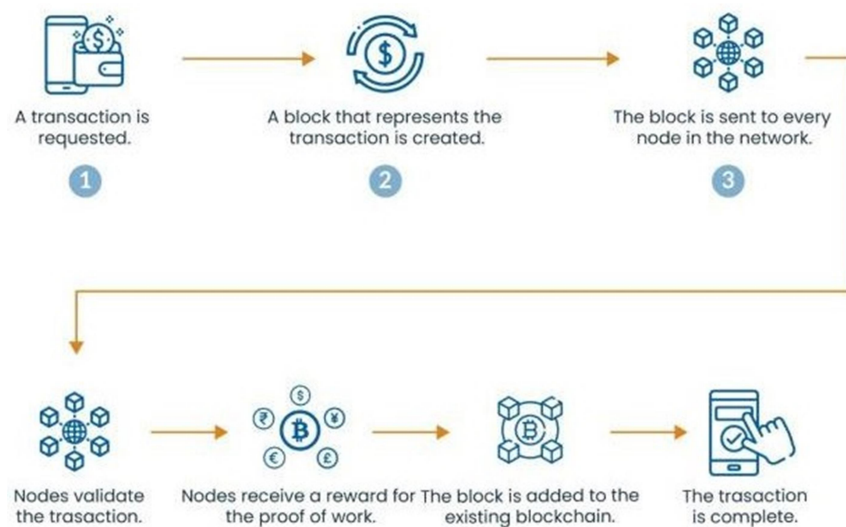 A transaction is
requested.
1
A block that represents the
transaction is created.
2
The block is sent to every
node in the network.
3
Nodes validate
the trasaction.
Nodes receive a reward for
the proof of work.
The block is added to the
existing blockchain.
The trasaction
is complete.
$
$
$
₹
¥
€
£
₿
₿